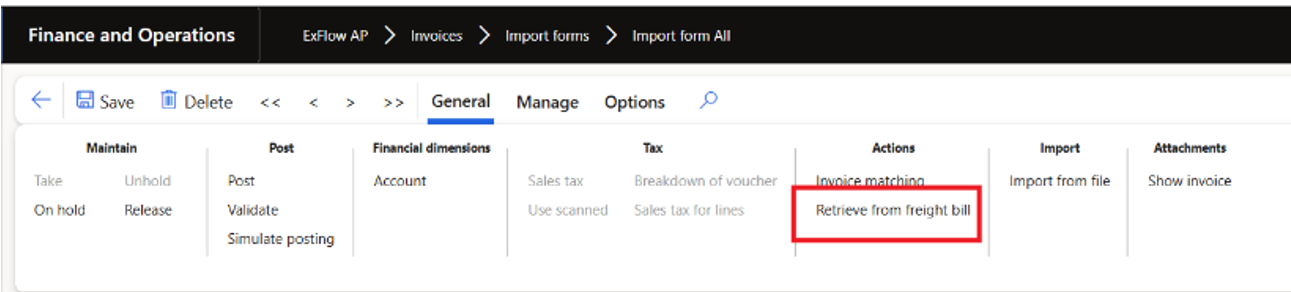 Finance and Operations ExFlow AP > Invoices > Import forms > Import form All
Save Delete << < > >> General Manage Options
Maintain Post Financial dimensions Tax Actions Import Attachments
Take Unhold Post Account Sales tax Breakdown of voucher Invoice matching Import from file Show invoice
On hold Release Validate Use scanned Sales tax for lines Retrieve from freight bill
Simulate posting